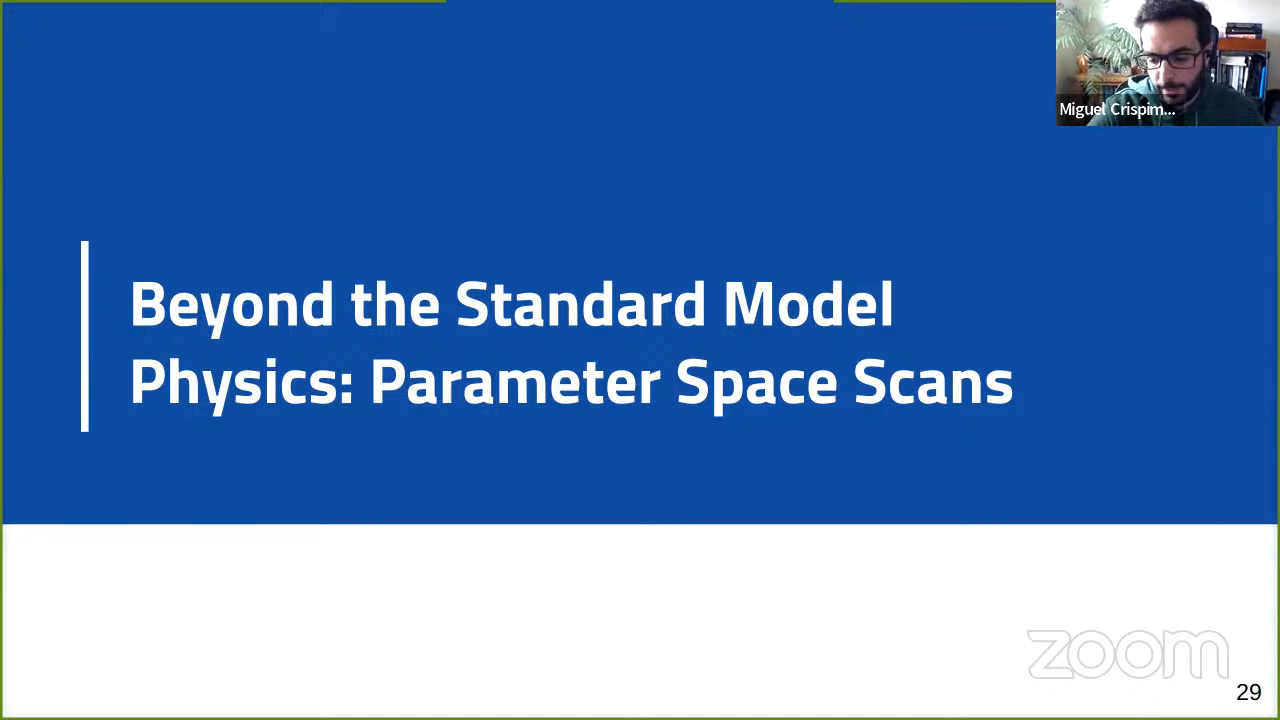 Miguel Crispim...
Beyond the Standard Model
Physics: Parameter Space Scans
zoom
29